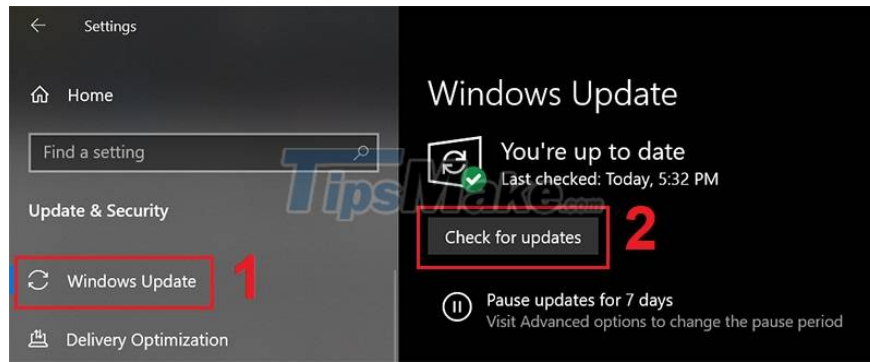 Settings
Home
Find a setting
Update & Security
Windows Update
1
Delivery Optimization
Windows Update
You're up to date
Last checked: Today, 5:32 PM
TipsMake.com
Check for updates
2
Pause updates for 7 days
Visit Advanced options to change the pause period